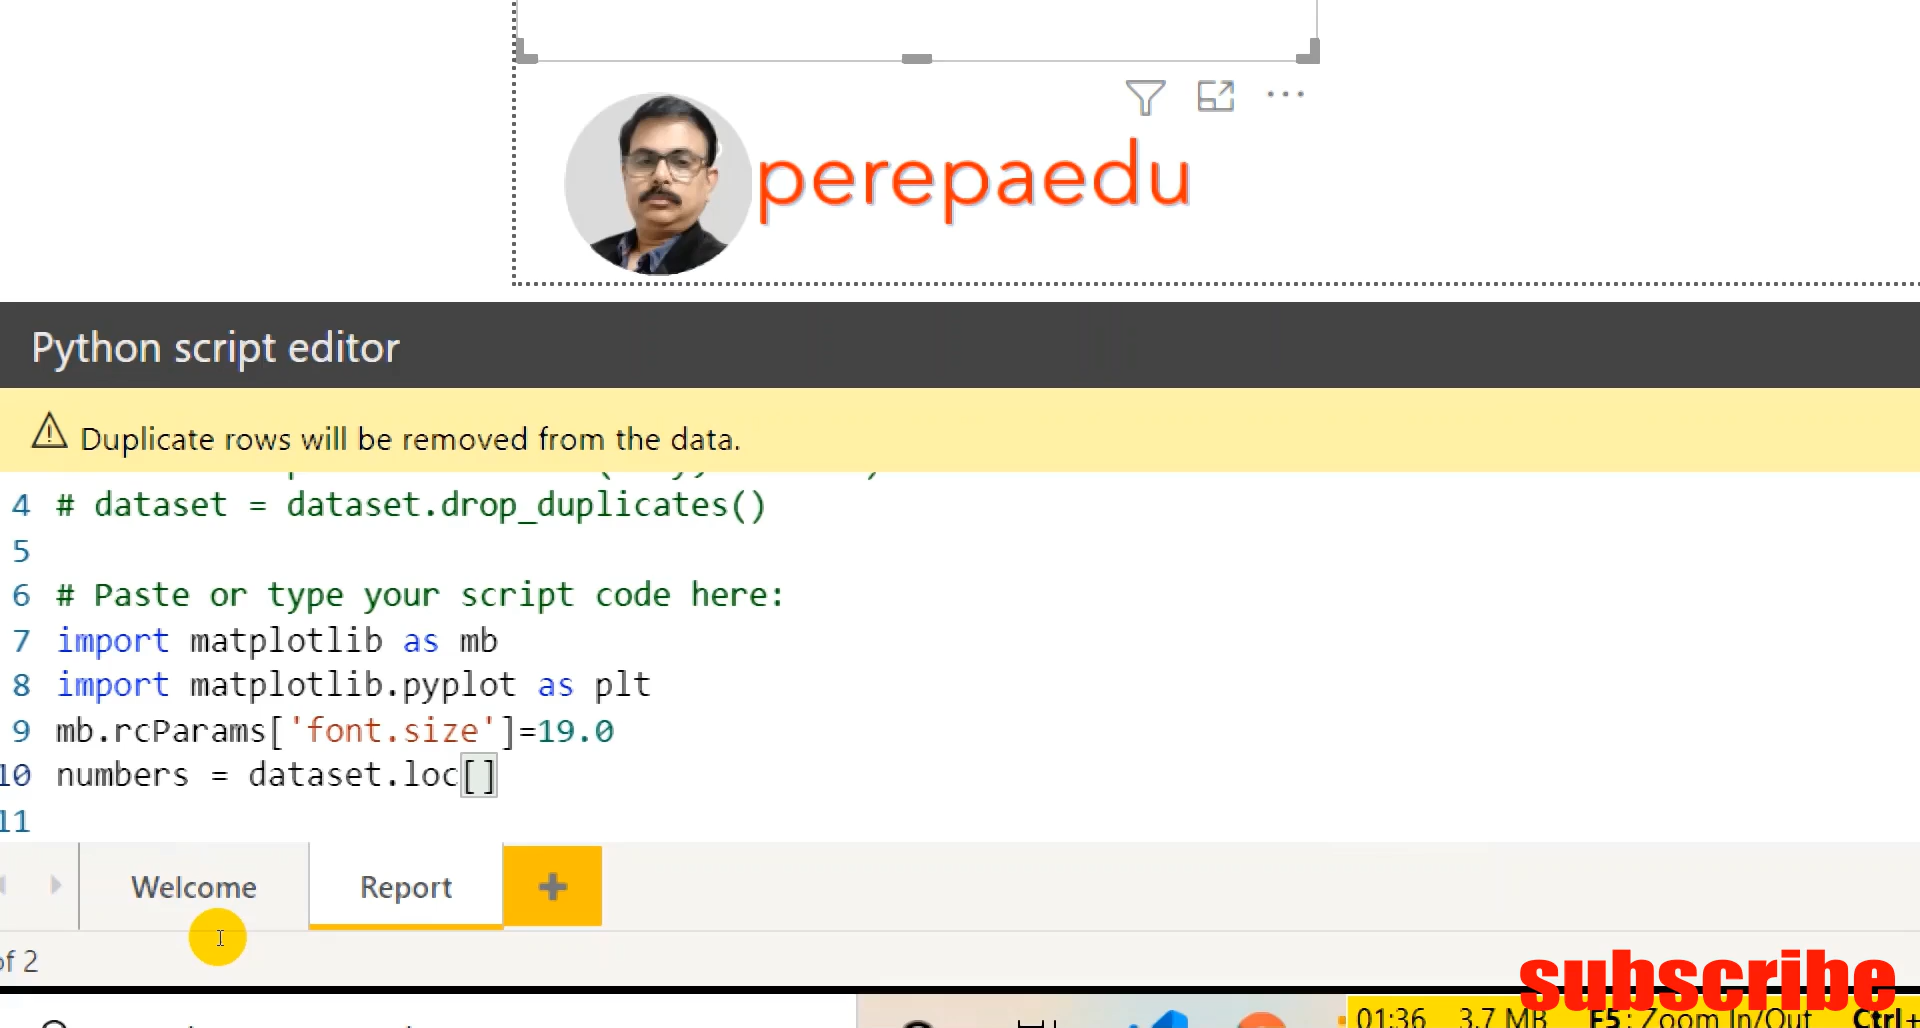 perepaedu
Python script editor
Duplicate rows will be removed from the data.
4 # dataset = dataset.drop_duplicates()
5
6 # Paste or type your script code here:
7 import matplotlib as mb
8 import matplotlib.pyplot as plt
9 mb.rcParams['font.size']=19.0
10 numbers = dataset.loc[]
11
Welcome Report
of 2
subscribe
01:36 3.7 MB F5: Zoom In/Out Ctrl+